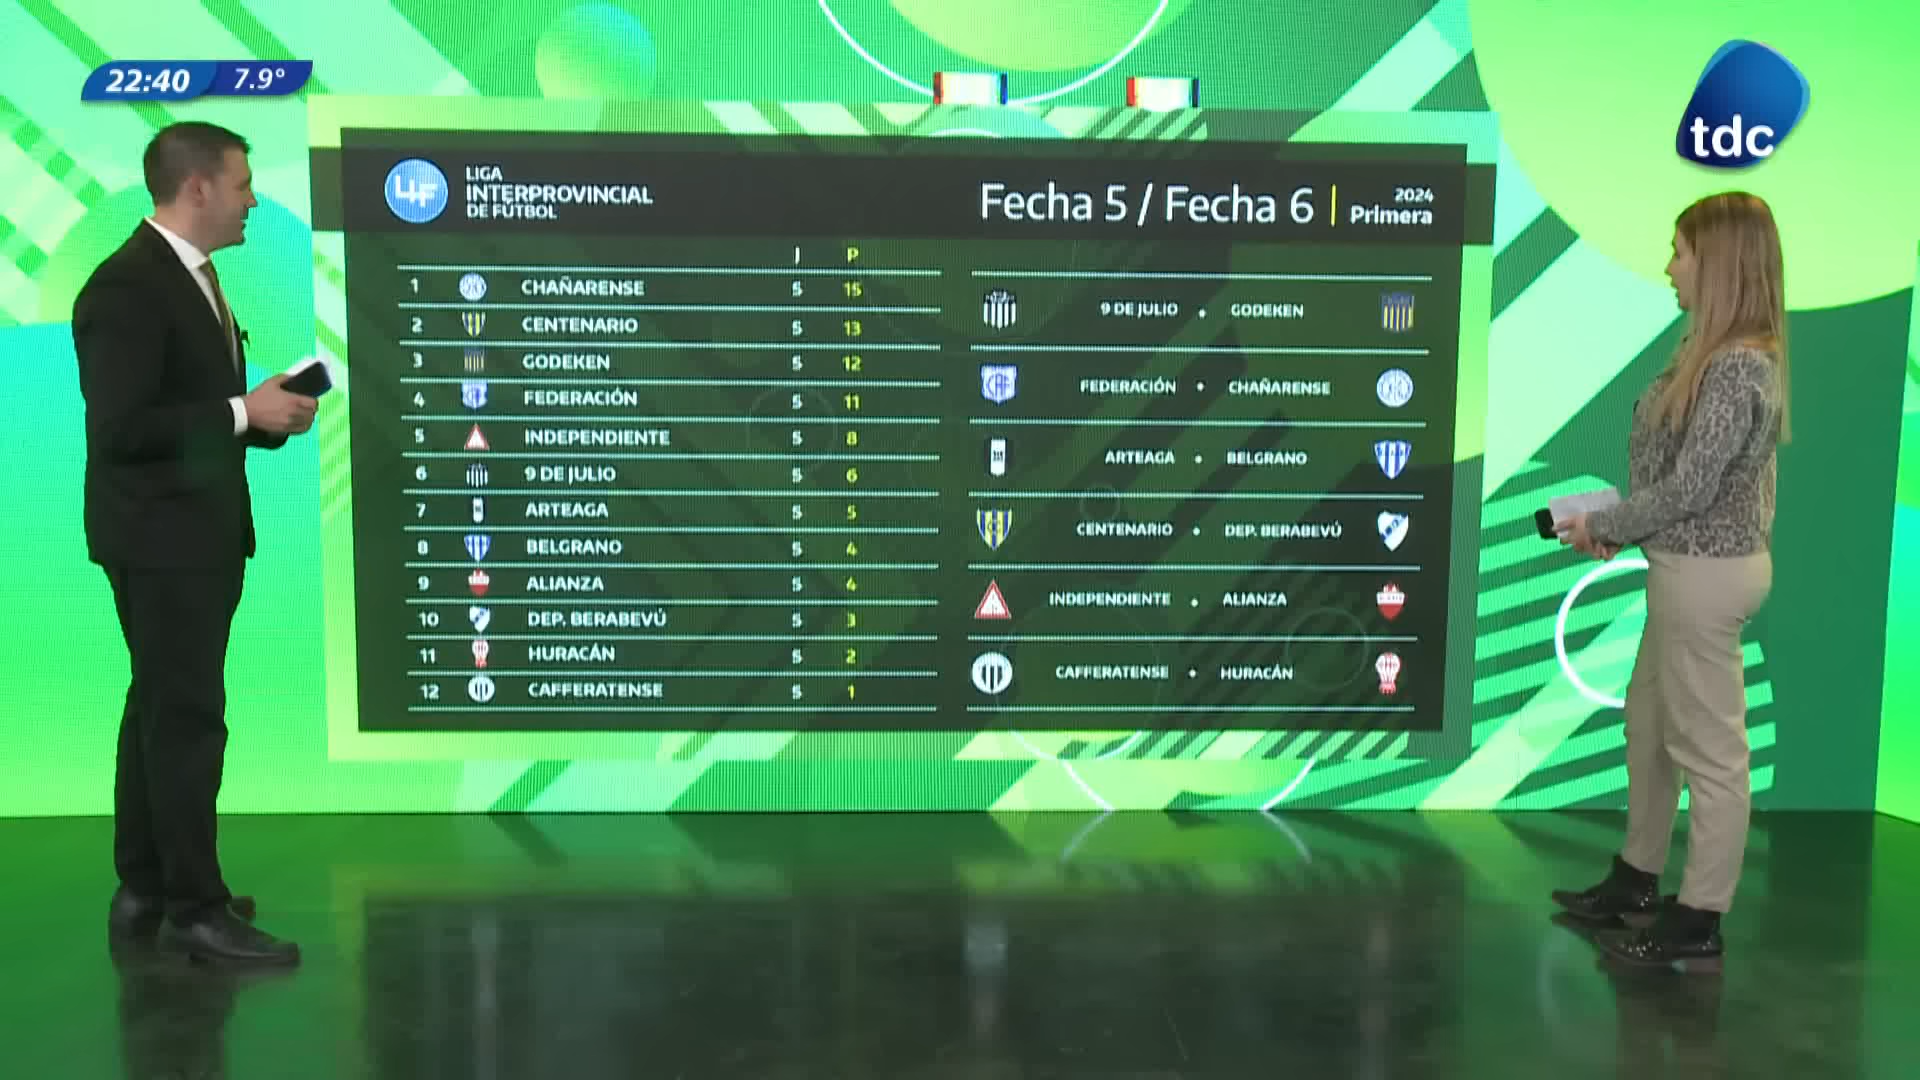 22:40 7.9°
tdc
LIGA
INTERPROVINCIAL
DE FÚTBOL
Fecha 5 / Fecha 6 | 2024 Primera
J P
1 CHAÑARENSE 5 15
2 CENTENARIO 5 13
3 GODEKEN 5 12
4 FEDERACIÓN 5 11
5 INDEPENDIENTE 5 8
6 9 DE JULIO 5 6
7 ARTEAGA 5 5
8 BELGRANO 5 4
9 ALIANZA 5 4
10 DEP. BERABEVÚ 5 3
11 HURACÁN 5 2
12 CAFFERATENSE 5 1
9 DE JULIO • GODEKEN
FEDERACIÓN • CHAÑARENSE
ARTEAGA • BELGRANO
CENTENARIO • DEP. BERABEVÚ
INDEPENDIENTE • ALIANZA
CAFFERATENSE • HURACÁN